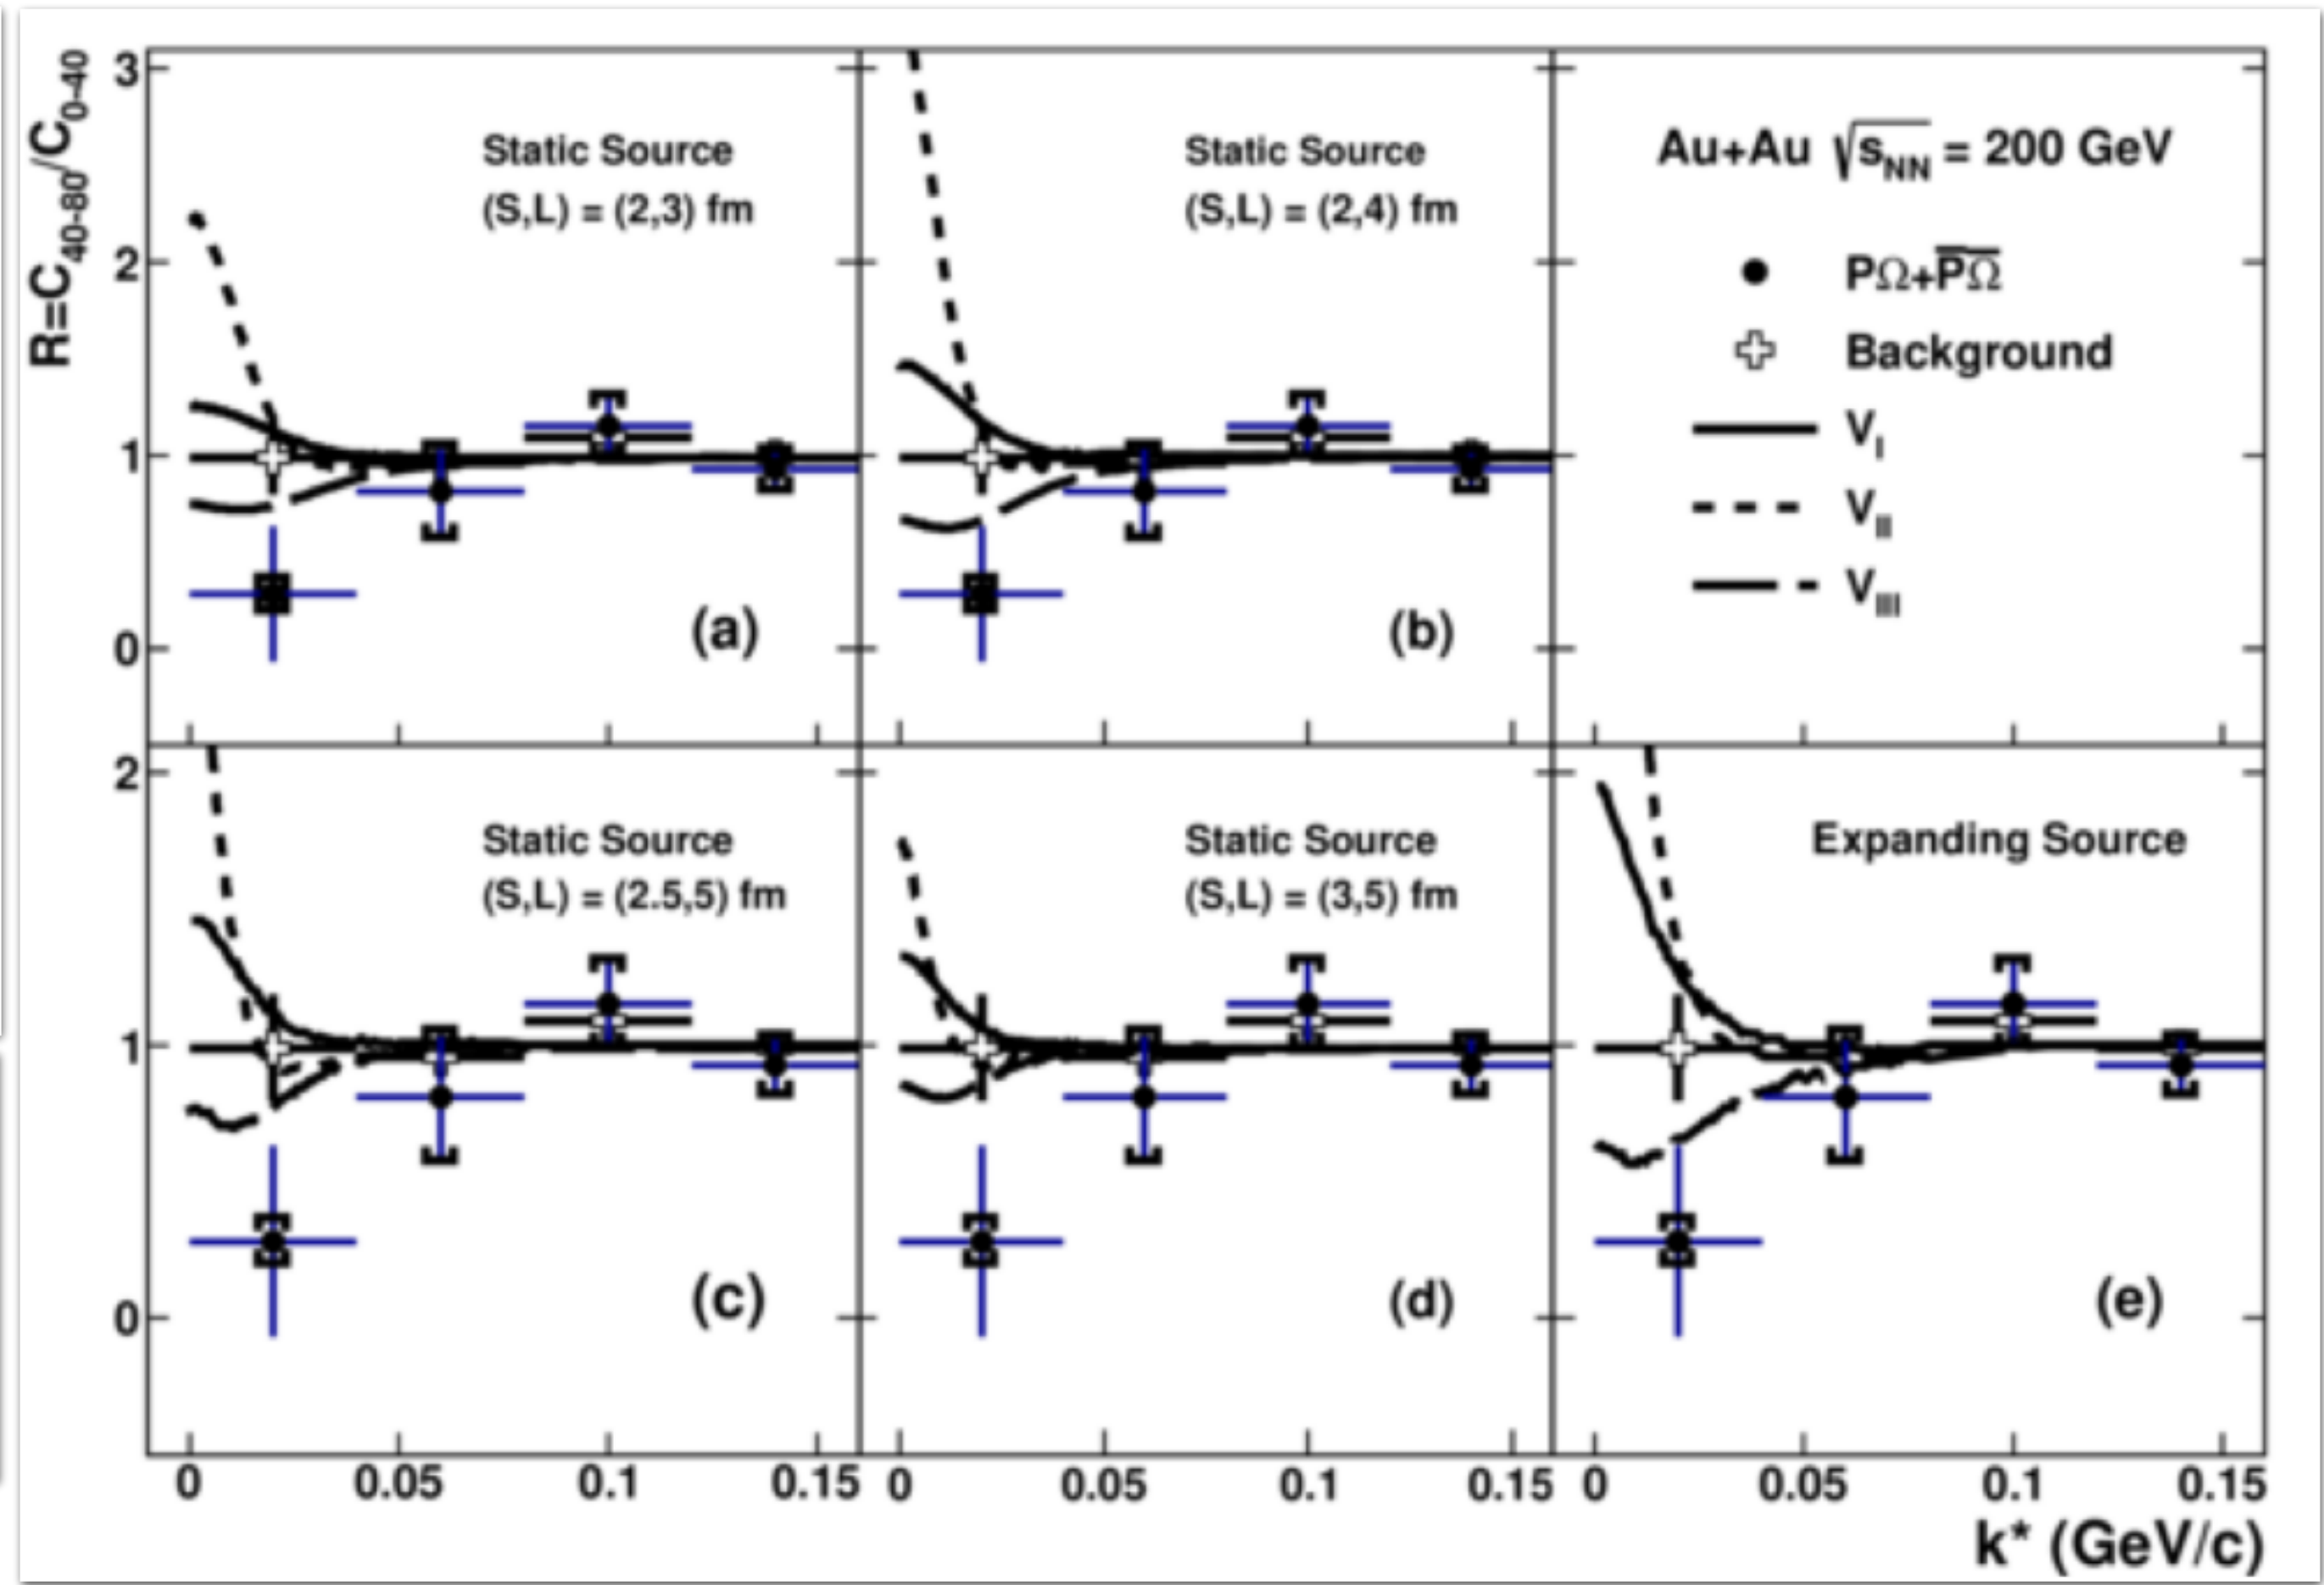 R=C40-80/C0-40
3
2
1
0
Static Source
(S,L) = (2,3) fm
(a)
Static Source
(S,L) = (2,4) fm
(b)
Au+Au √sNN = 200 GeV
PΩ+P̅Ω̅
Background
VI
VII
VIII
2
1
0
Static Source
(S,L) = (2.5,5) fm
(c)
Static Source
(S,L) = (3,5) fm
(d)
Expanding Source
(e)
0 0.05 0.1 0.15 0 0.05 0.1 0.15 0 0.05 0.1 0.15
k* (GeV/c)